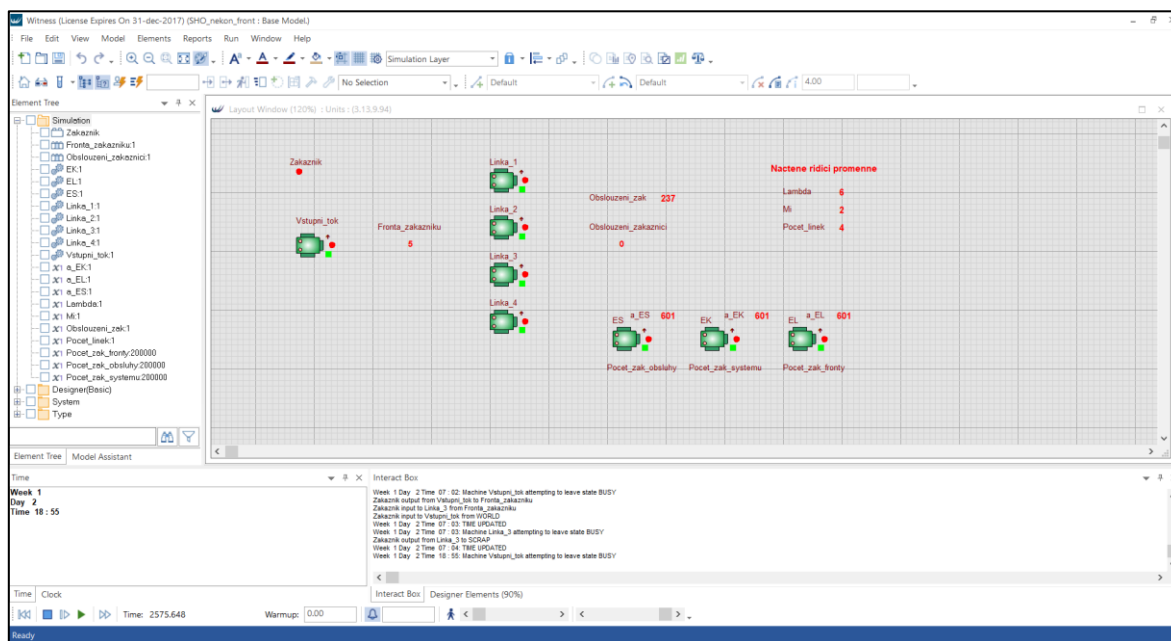 Witness (License Expires On 31-dec-2017) (SHO_nekon_front : Base Model.)
File Edit View Model Elements Reports Run Window Help
Simulation Layer
No Selection Default Default 4.00
Element Tree
Simulation
Zakaznik
Fronta_zakazniku:1
Obslouzeni_zakaznici:1
EK:1
EL:1
ES:1
Linka_1:1
Linka_2:1
Linka_3:1
Linka_4:1
Vstupni_tok:1
a_EK:1
a_EL:1
a_ES:1
Lambda:1
Mi:1
Obslouzeni_zak:1
Pocet_linek:1
Pocet_zak_fronty:200000
Pocet_zak_obsluhy:200000
Pocet_zak_systemu:200000
Designer(Basic)
System
Type
Element Tree Model Assistant
Layout Window (120%) : Units : (3.13,9.94)
Zakaznik
Linka_1
Nactene ridici promenne
Lambda 6
Obslouzeni_zak 237
Linka_2
Vstupni_tok
Fronta_zakazniku
5
Obslouzeni_zakaznici
0
Mi 2
Pocet_linek 4
Linka_3
Linka_4
ES a_ES 601
EK a_EK 601
EL a_EL 601
Pocet_zak_obsluhy Pocet_zak_systemu Pocet_zak_fronty
Time
Week 1
Day 2
Time 18 : 55
Time Clock
Interact Box
Week 1 Day 2 Time 07 : 02: Machine Vstupni_tok attempting to leave state BUSY
Zakaznik output from Vstupni_tok to Fronta_zakazniku
Zakaznik input to Linka_3 from Fronta_zakazniku
Zakaznik input to Vstupni_tok from WORLD
Week 1 Day 2 Time 07 : 03: TIME UPDATED
Week 1 Day 2 Time 07 : 03: Machine Linka_3 attempting to leave state BUSY
Zakaznik output from Linka_3 to SCRAP
Week 1 Day 2 Time 07 : 04: TIME UPDATED
Week 1 Day 2 Time 18 : 55: Machine Vstupni_tok attempting to leave state BUSY
Interact Box Designer Elements (90%)
Time: 2575.648 Warmup: 0.00
Ready